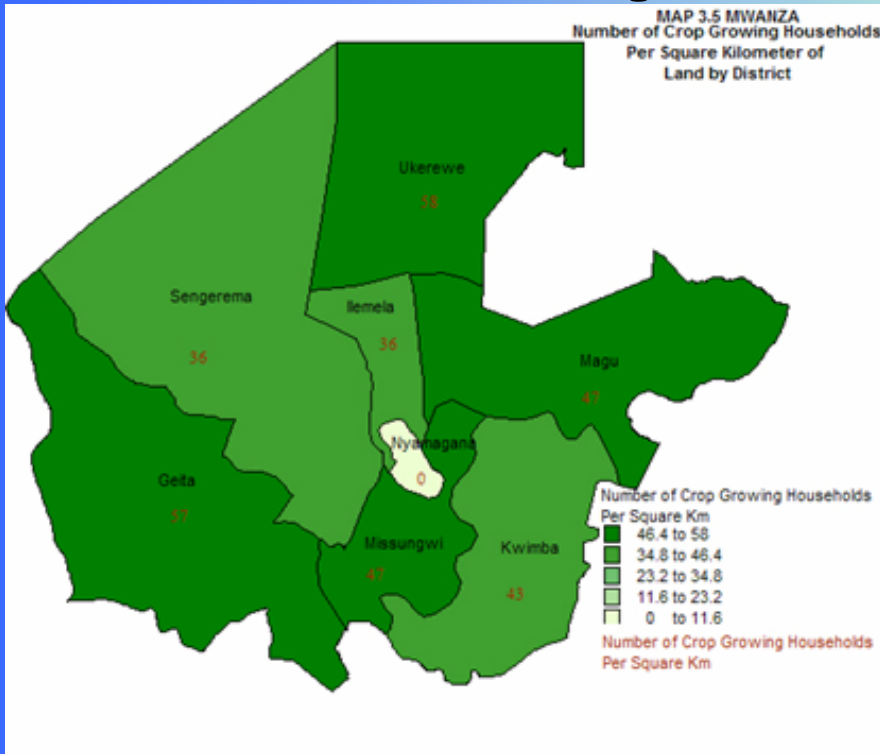 MAP 3.5 MWANZA
Number of Crop Growing Households
Per Square Kilometer of
Land by District
Ukerewe
58
Sengerema
36
Ilemela
36
Magu
47
Nyamagana
0
Geita
57
Missungwi
47
Kwimba
43
Number of Crop Growing Households
Per Square Km
46.4 to 58
34.8 to 46.4
23.2 to 34.8
11.6 to 23.2
0 to 11.6
Number of Crop Growing Households
Per Square Km